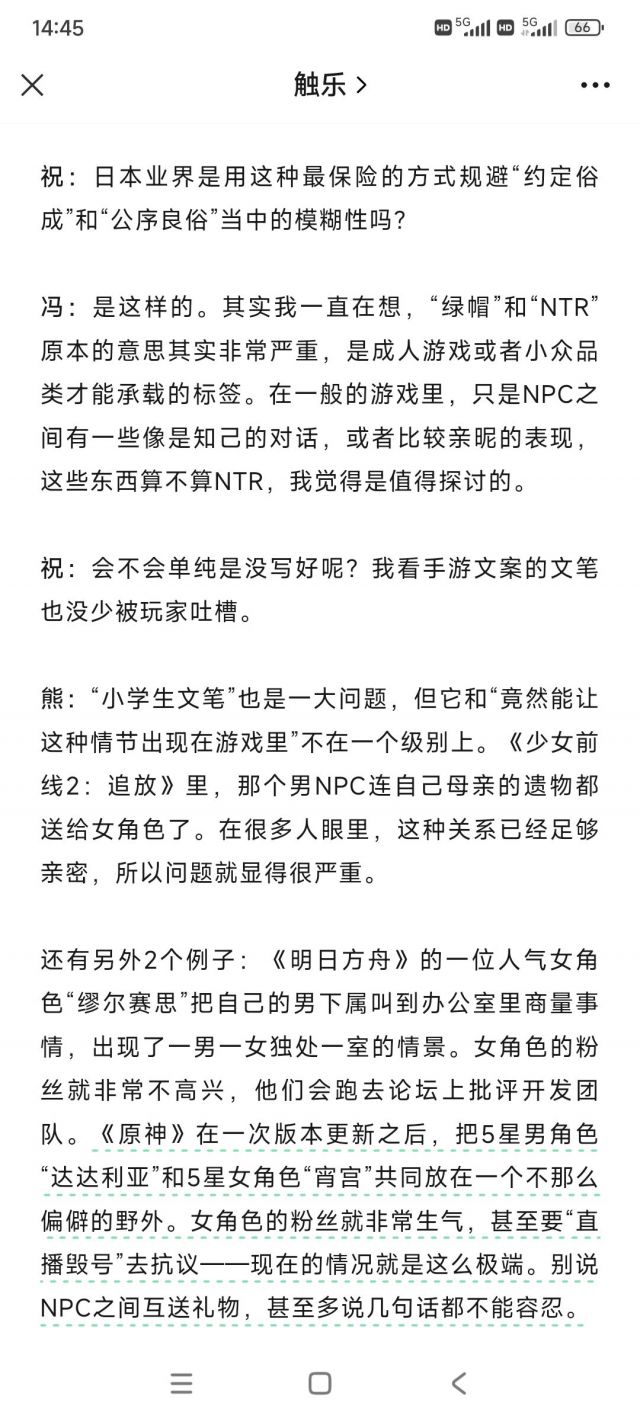 14:45
HD 5G HD 5G 66
触乐
祝：日本业界是用这种最保险的方式规避“约定俗
成”和“公序良俗”当中的模糊性吗？
冯：是这样的。其实我一直在想，“绿帽”和“NTR”
原本的意思其实非常严重，是成人游戏或者小众品
类才能承载的标签。在一般的游戏里，只是NPC之
间有一些像是知己的对话，或者比较亲昵的表现，
这些东西算不算NTR，我觉得是值得探讨的。
祝：会不会单纯是没写好呢？我看手游文案的文笔
也没少被玩家吐槽。
熊：“小学生文笔”也是一大问题，但它和“竟然能让
这种情节出现在游戏里”不在一个级别上。《少女前
线2：追放》里，那个男NPC连自己母亲的遗物都
送给女角色了。在很多人眼里，这种关系已经足够
亲密，所以问题就显得很严重。
还有另外2个例子：《明日方舟》的一位人气女角
色“缪尔赛思”把自己的男下属叫到办公室里商量事
情，出现了一男一女独处一室的情景。女角色的粉
丝就非常不高兴，他们会跑去论坛上批评开发团
队。《原神》在一次版本更新之后，把5星男角色
“达达利亚”和5星女角色“宵宫”共同放在一个不那么
偏僻的野外。女角色的粉丝就非常生气，甚至要“直
播毁号”去抗议——现在的情况就是这么极端。别说
NPC之间互送礼物，甚至多说几句话都不能容忍。